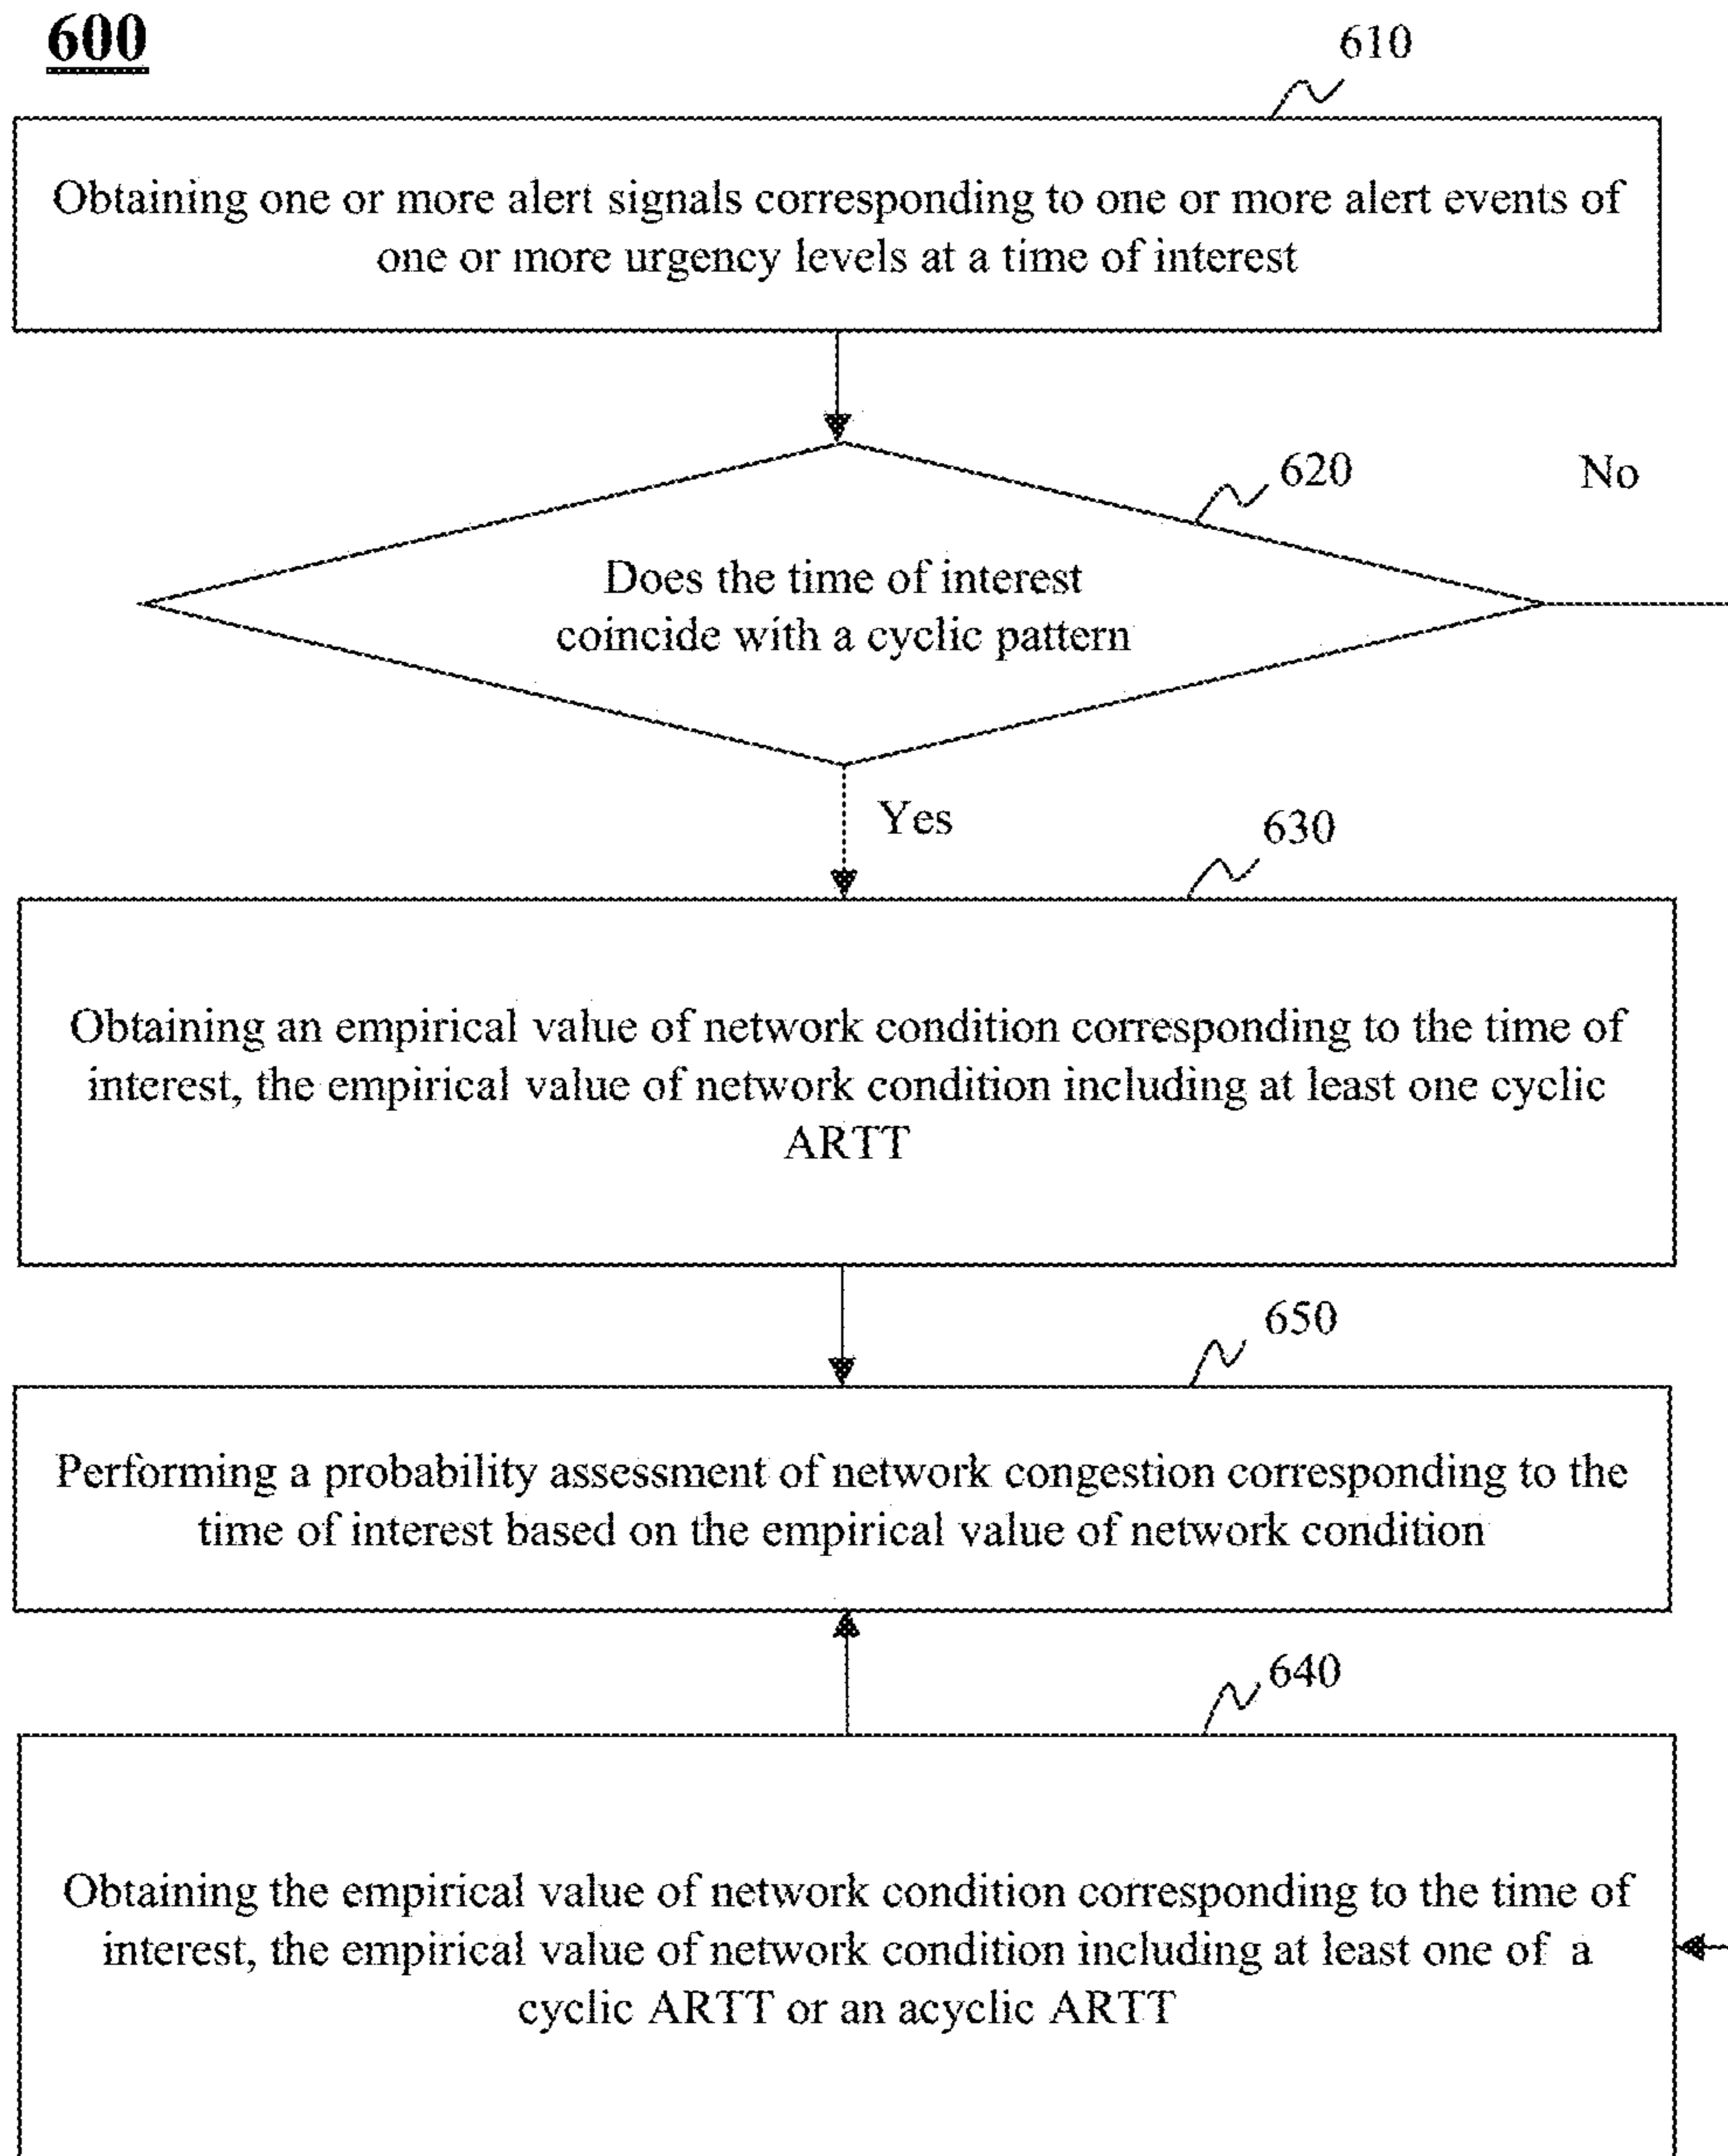 600
610
Obtaining one or more alert signals corresponding to one or more alert events of
one or more urgency levels at a time of interest
620
No
Does the time of interest
coincide with a cyclic pattern
Yes
630
Obtaining an empirical value of network condition corresponding to the time of
interest, the empirical value of network condition including at least one cyclic
ARTT
650
Performing a probability assessment of network congestion corresponding to the
time of interest based on the empirical value of network condition
640
Obtaining the empirical value of network condition corresponding to the time of
interest, the empirical value of network condition including at least one of a
cyclic ARTT or an acyclic ARTT